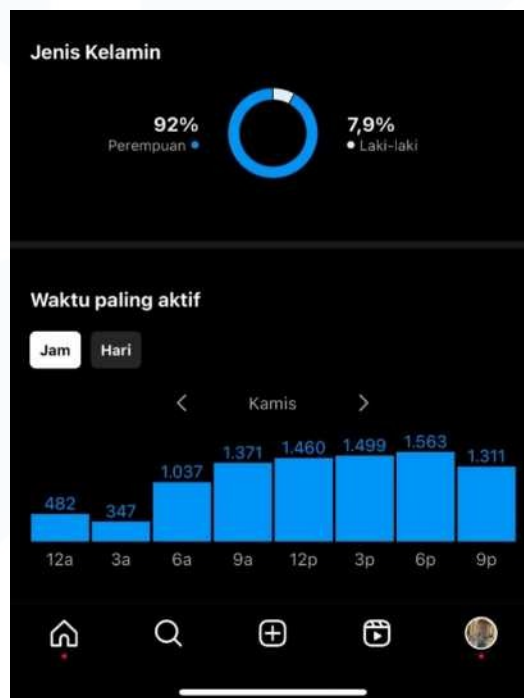 Jenis Kelamin
92%
Perempuan
7,9%
Laki-laki
Waktu paling aktif
Jam Hari
Kamis
482 347 1.037 1.371 1.460 1.499 1.563 1.311
12a 3a 6a 9a 12p 3p 6p 9p